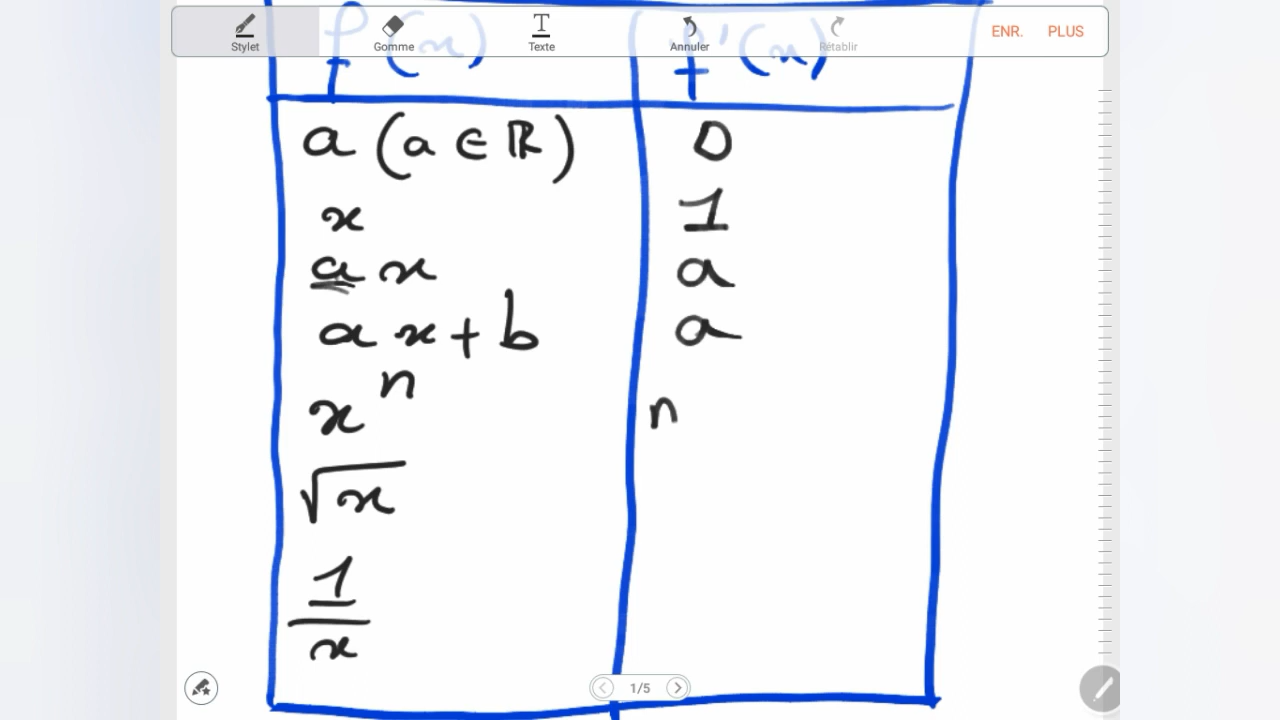 Stylet Gomme Texte Annuler Rétablir ENR. PLUS
f(x) f'(x)
a (a ∈ ℝ) 0
x 1
ax a
ax + b a
xⁿ n
√x
1/x
1/5